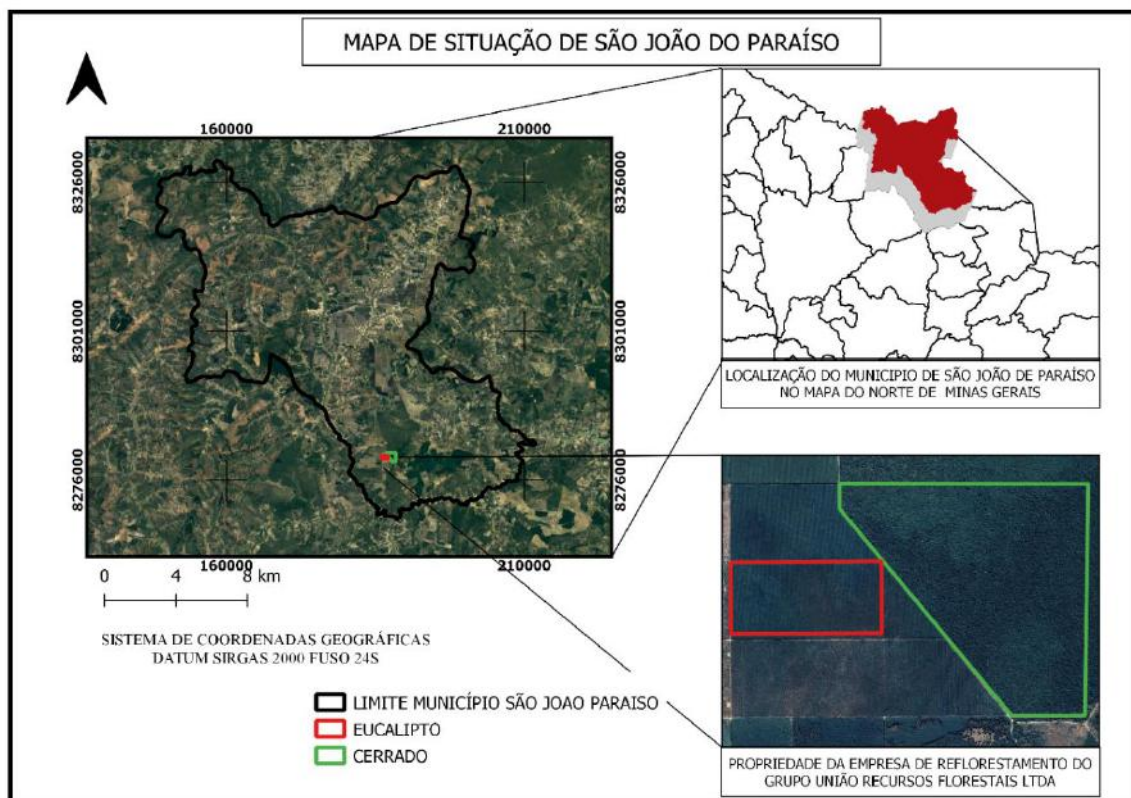 MAPA DE SITUAÇÃO DE SÃO JOÃO DO PARAÍSO
160000
210000
8326000
8326000
8301000
8301000
8276000
8276000
160000
210000
0 4 8 km
SISTEMA DE COORDENADAS GEOGRÁFICAS
DATUM SIRGAS 2000 FUSO 24S
LIMITE MUNICÍPIO SÃO JOAO PARAISO
EUCALIPTO
CERRADO
LOCALIZAÇÃO DO MUNICIPIO DE SÃO JOÃO DE PARAÍSO
NO MAPA DO NORTE DE MINAS GERAIS
PROPRIEDADE DA EMPRESA DE REFLORESTAMENTO DO
GRUPO UNIÃO RECURSOS FLORESTAIS LTDA